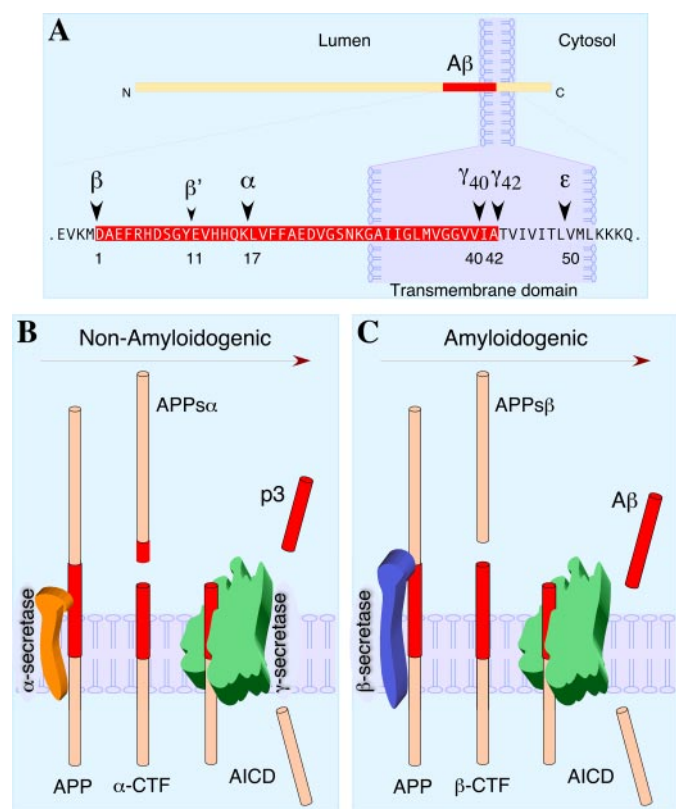 A
Lumen Cytosol
Aβ
N C
β β' α γ40 γ42 ε
.EVKMDAEFRHDSGYEVHHQKLVFFAEDVGSNKGAIIGLMVGGVVIATVIVITLVMLKKKQ.
1 11 17 40 42 50
Transmembrane domain
B Non-Amyloidogenic
APPsα
p3
α-secretase
γ-secretase
APP α-CTF AICD
C Amyloidogenic
APPsβ
Aβ
β-secretase
APP β-CTF AICD